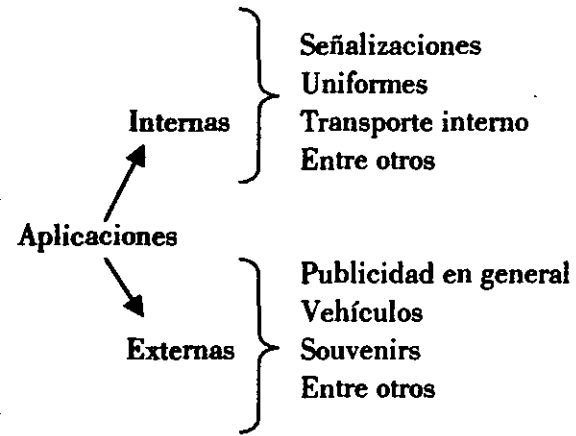 Señalizaciones
Uniformes
Internas
Transporte interno
Entre otros
Aplicaciones
Publicidad en general
Vehículos
Externas
Souvenirs
Entre otros